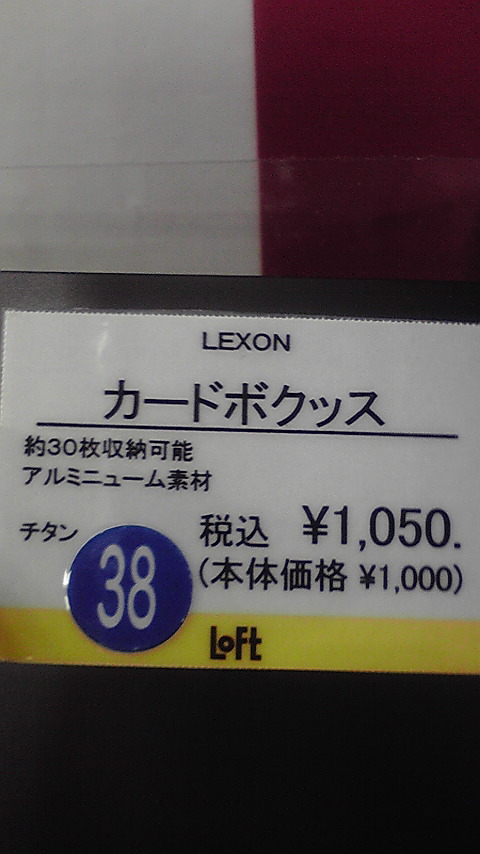 LEXON
カードボクッス
約30枚収納可能
アルミニューム素材
チタン
38
税込 ¥1,050.
(本体価格 ¥1,000)
LoFt